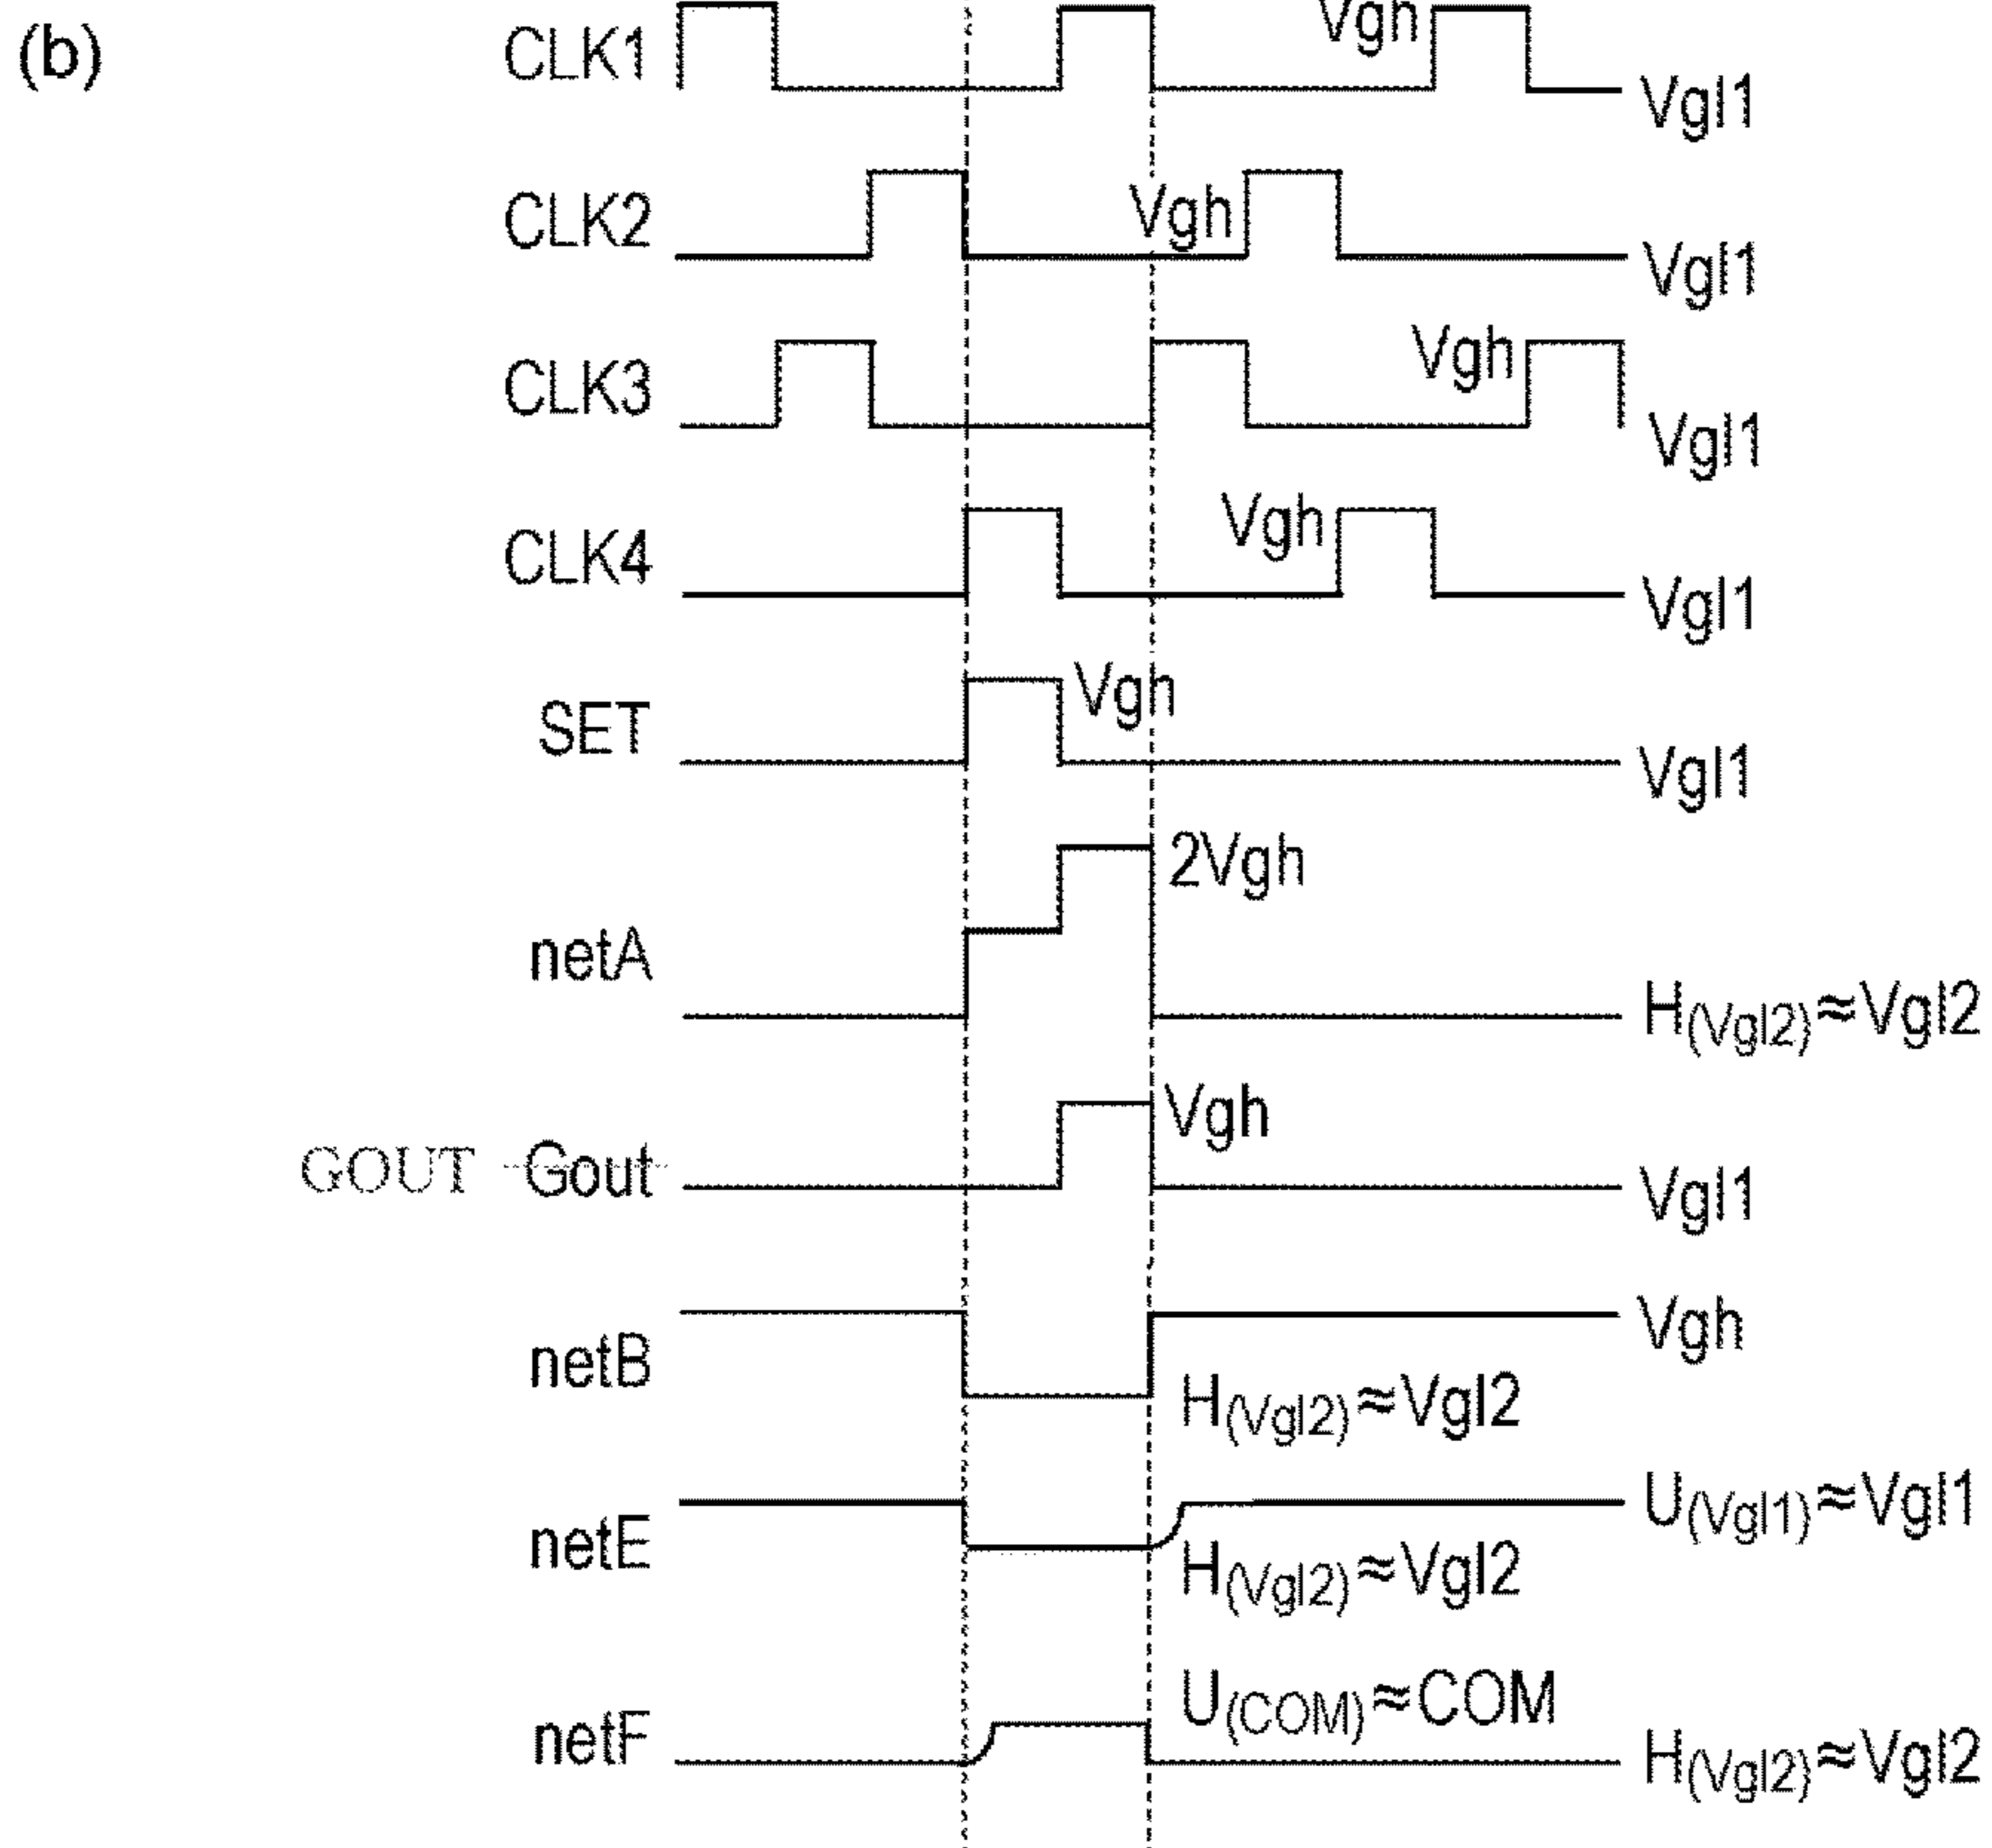 (b)
CLK1 Vgh Vgl1
CLK2 Vgh Vgl1
CLK3 Vgh Vgl1
CLK4 Vgh Vgl1
SET Vgh Vgl1
netA 2Vgh H(Vgl2)≈Vgl2
GOUT Gout Vgh Vgl1
netB Vgh
H(Vgl2)≈Vgl2
netE U(Vgl1)≈Vgl1
H(Vgl2)≈Vgl2
netF U(COM)≈COM
H(Vgl2)≈Vgl2